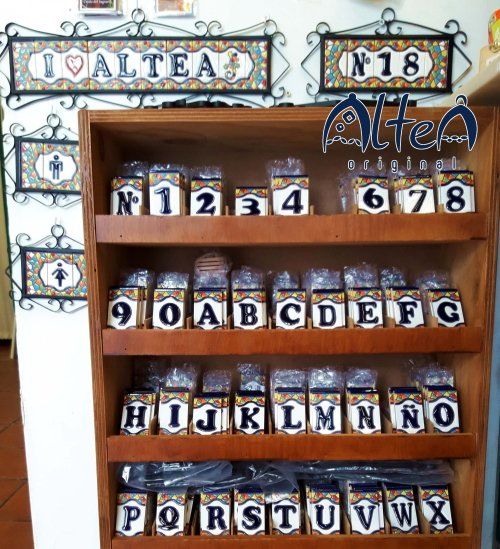 I ♥ ALTEA
Nº 18
AlteA
original
Nº 1 2 3 4 6 7 8
9 0 A B C D E F G
H I J K L M N Ñ O
P Q R S T U V W X